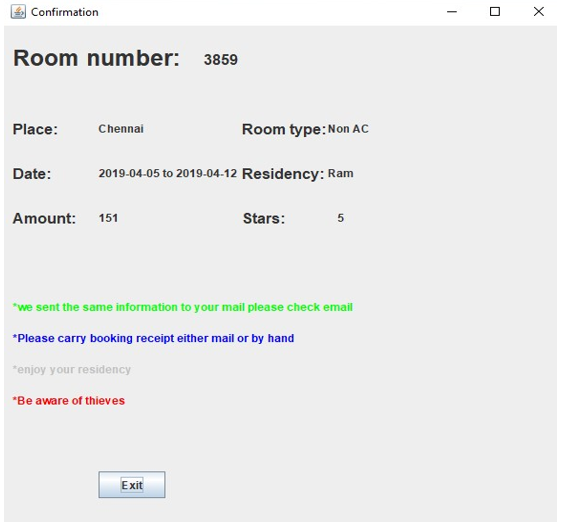 Confirmation
Room number: 3859
Place: Chennai Room type: Non AC
Date: 2019-04-05 to 2019-04-12 Residency: Ram
Amount: 151 Stars: 5
*we sent the same information to your mail please check email
*Please carry booking receipt either mail or by hand
*enjoy your residency
*Be aware of thieves
Exit